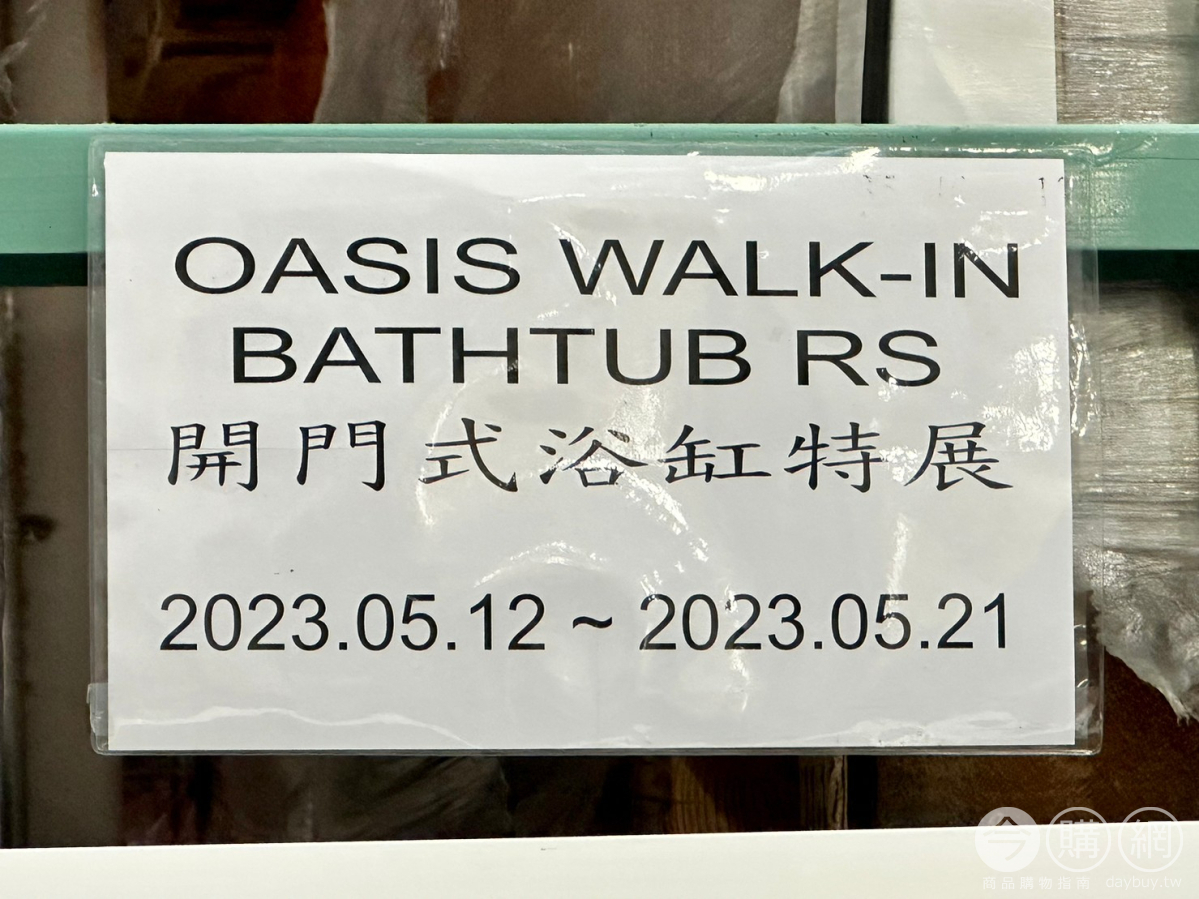 OASIS WALK-IN
BATHTUB RS
開門式浴缸特展
2023.05.12 ~ 2023.05.21
今購網
商品購物指南 daybuy.tw